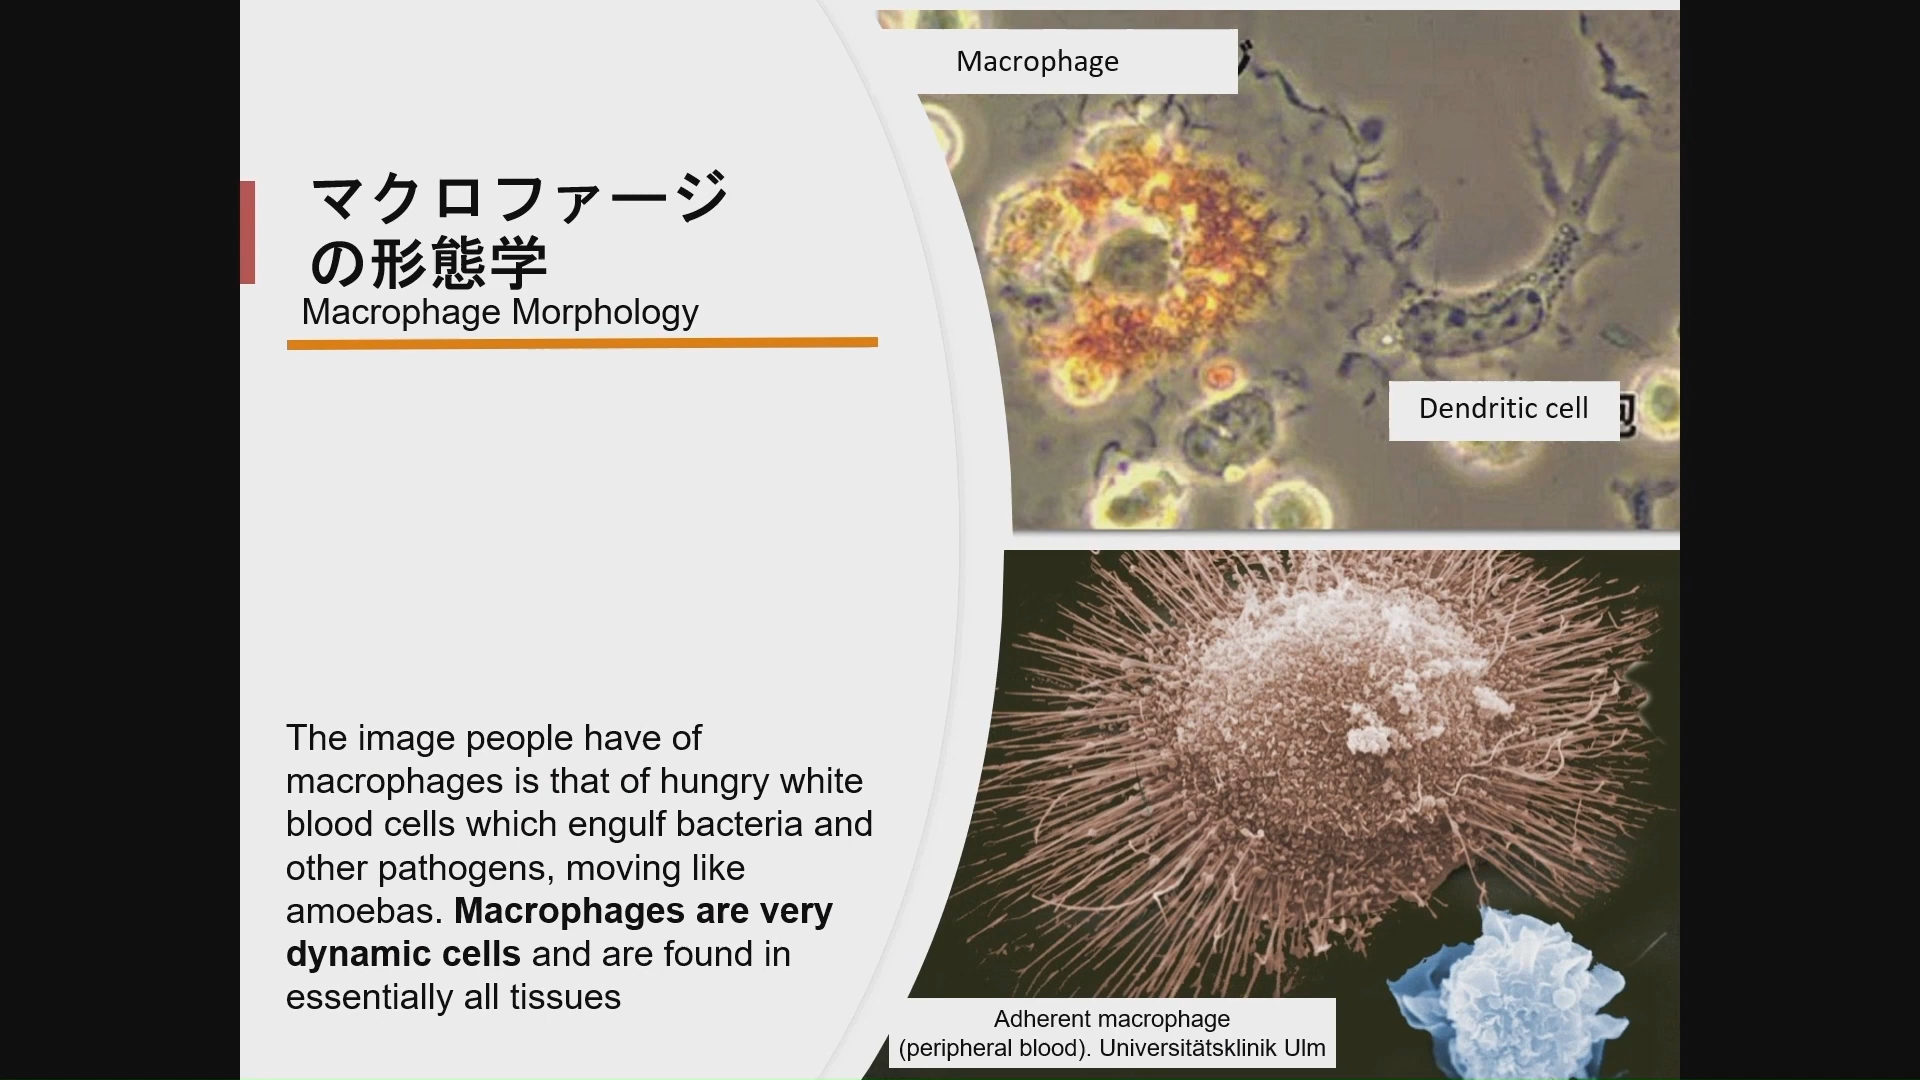 マクロファージ
の形態学
Macrophage Morphology
The image people have of
macrophages is that of hungry white
blood cells which engulf bacteria and
other pathogens, moving like
amoebas. Macrophages are very
dynamic cells and are found in
essentially all tissues
Macrophage
Dendritic cell
Adherent macrophage
(peripheral blood). Universitätsklinik Ulm